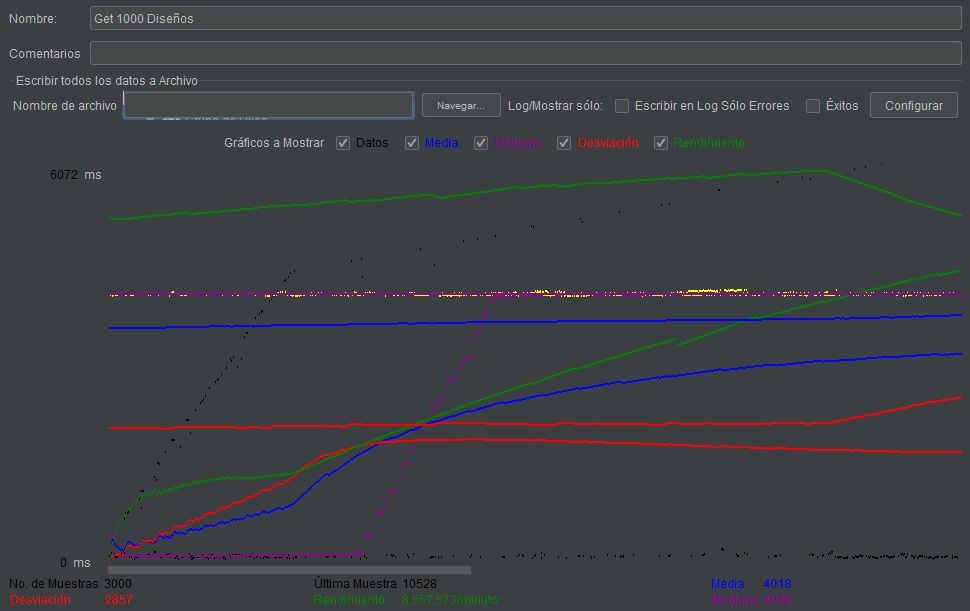 Nombre: Get 1000 Diseños
Comentarios
Escribir todos los datos a Archivo
Nombre de archivo Navegar... Log/Mostrar sólo: Escribir en Log Sólo Errores Éxitos Configurar
Gráficos a Mostrar Datos Media Mediana Desviación Rendimiento
6072 ms
0 ms
No. de Muestras 3000 Última Muestra 10528 Media 4018
Desviación 2857 Rendimiento 8.557,573/minuto Mediana